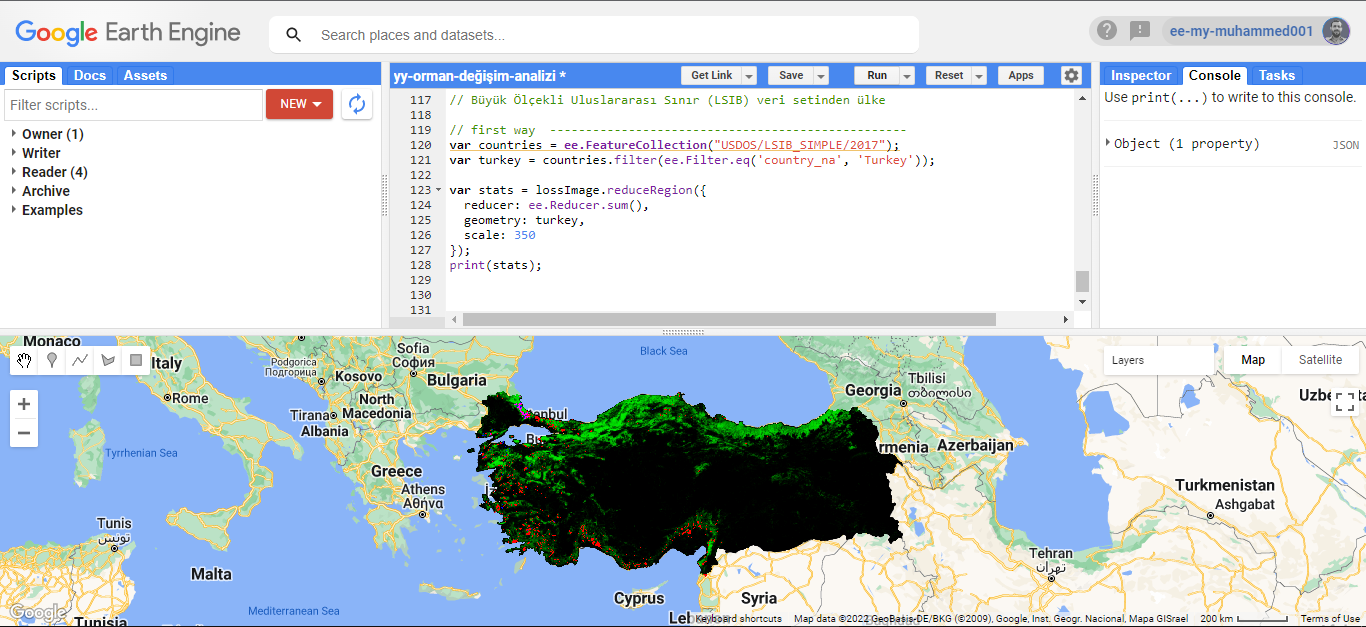 Google Earth Engine
Search places and datasets...
ee-my-muhammed001
Scripts Docs Assets
Filter scripts...
NEW
Owner (1)
Writer
Reader (4)
Archive
Examples
yy-orman-değişim-analizi *
Get Link Save Run Reset Apps
117 // Büyük Ölçekli Uluslararası Sınır (LSIB) veri setinden ülke
118
119 // first way -----------------------------------------------
120 var countries = ee.FeatureCollection("USDOS/LSIB_SIMPLE/2017");
121 var turkey = countries.filter(ee.Filter.eq('country_na', 'Turkey'));
122
123 var stats = lossImage.reduceRegion({
124 reducer: ee.Reducer.sum(),
125 geometry: turkey,
126 scale: 350
127 });
128 print(stats);
129
130
131
Inspector Console Tasks
Use print(...) to write to this console.
Object (1 property) JSON
Layers
Map Satellite
Monaco
Italy
Rome
Tyrrhenian Sea
Tunis
تونس
Malta
Mediterranean Sea
Tunisia
Podgorica
Подгорица
Kosovo
Sofia
София
Bulgaria
North
Macedonia
Tirana
Albania
Greece
Athens
Αθήνα
Black Sea
Georgia
Tbilisi
თბილისი
Azerbaijan
Turkmenistan
Ashgabat
Tehran
تهران
Cyprus
Syria
Google
Keyboard shortcuts
Map data ©2022 GeoBasis-DE/BKG (©2009), Google, Inst. Geogr. Nacional, Mapa GISrael
200 km
Terms of Use